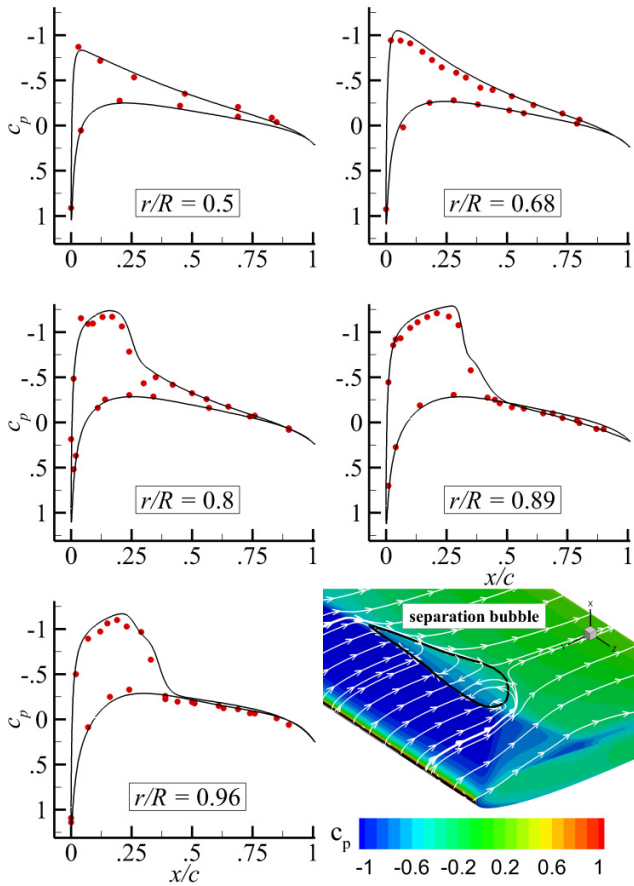 -1 -.5 0 .5 1
c_p
r/R = 0.5
0 .25 .5 .75 1
-1 -.5 0 .5 1
r/R = 0.68
0 .25 .5 .75 1
-1 -.5 0 .5 1
c_p
r/R = 0.8
0 .25 .5 .75 1
-1 -.5 0 .5 1
r/R = 0.89
0 .25 .5 .75 1
x/c
-1 -.5 0 .5 1
c_p
r/R = 0.96
0 .25 .5 .75 1
x/c
separation bubble
X
Y
Z
c_p
-1 -0.6 -0.2 0.2 0.6 1